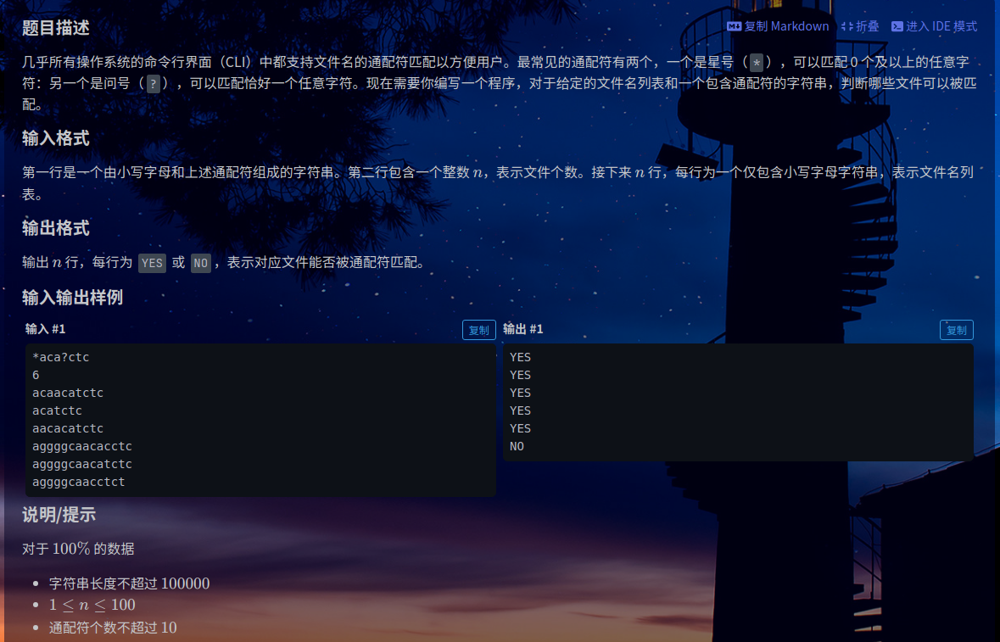 题目描述
复制 Markdown 折叠 进入 IDE 模式
几乎所有操作系统的命令行界面（CLI）中都支持文件名的通配符匹配以方便用户。最常见的通配符有两个，一个是星号（*），可以匹配 0 个及以上的任意字
符：另一个是问号（?），可以匹配恰好一个任意字符。现在需要你编写一个程序，对于给定的文件名列表和一个包含通配符的字符串，判断哪些文件可以被匹
配。
输入格式
第一行是一个由小写字母和上述通配符组成的字符串。第二行包含一个整数 n，表示文件个数。接下来 n 行，每行为一个仅包含小写字母字符串，表示文件名列
表。
输出格式
输出 n 行，每行为 YES 或 NO，表示对应文件能否被通配符匹配。
输入输出样例
输入 #1
复制
*aca?ctc
6
acaacatctc
acatctc
aacacatctc
aggggcaacacctc
aggggcaacatctc
aggggcaacctct
输出 #1
复制
YES
YES
YES
YES
YES
NO
说明/提示
对于 100% 的数据
字符串长度不超过 100000
1 ≤ n ≤ 100
通配符个数不超过 10